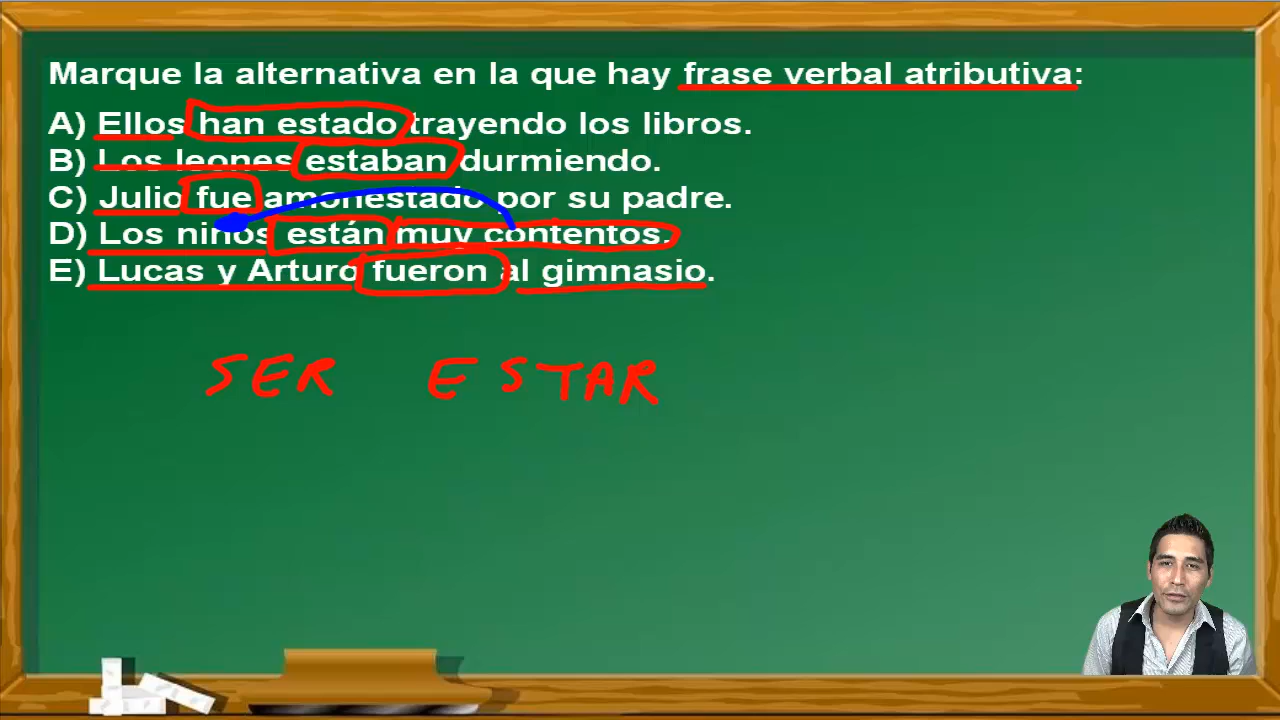 Marque la alternativa en la que hay frase verbal atributiva:
A) Ellos han estado trayendo los libros.
B) Los leones estaban durmiendo.
C) Julio fue amonestado por su padre.
D) Los niños están muy contentos.
E) Lucas y Arturo fueron al gimnasio.
SER ESTAR